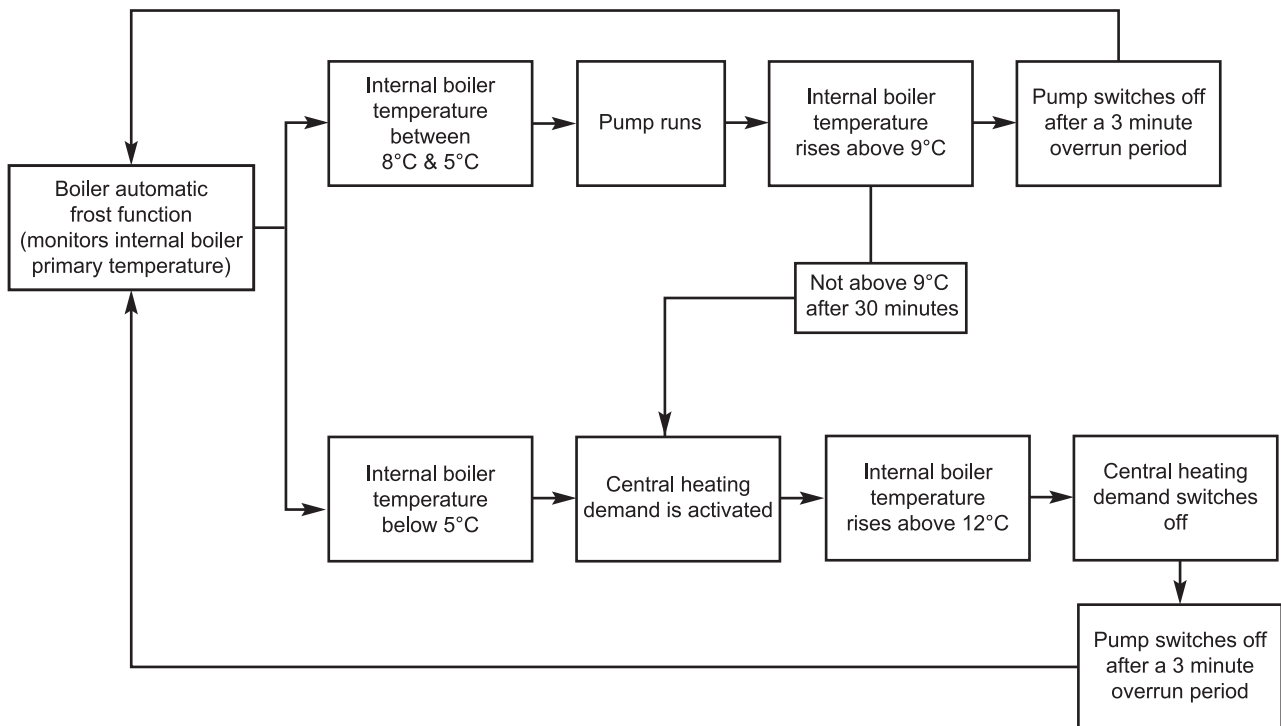 Internal boiler
temperature
between
8°C & 5°C
Pump runs
Internal boiler
temperature
rises above 9°C
Pump switches off
after a 3 minute
overrun period
Boiler automatic
frost function
(monitors internal boiler
primary temperature)
Not above 9°C
after 30 minutes
Internal boiler
temperature
below 5°C
Central heating
demand is activated
Internal boiler
temperature
rises above 12°C
Central heating
demand switches
off
Pump switches off
after a 3 minute
overrun period